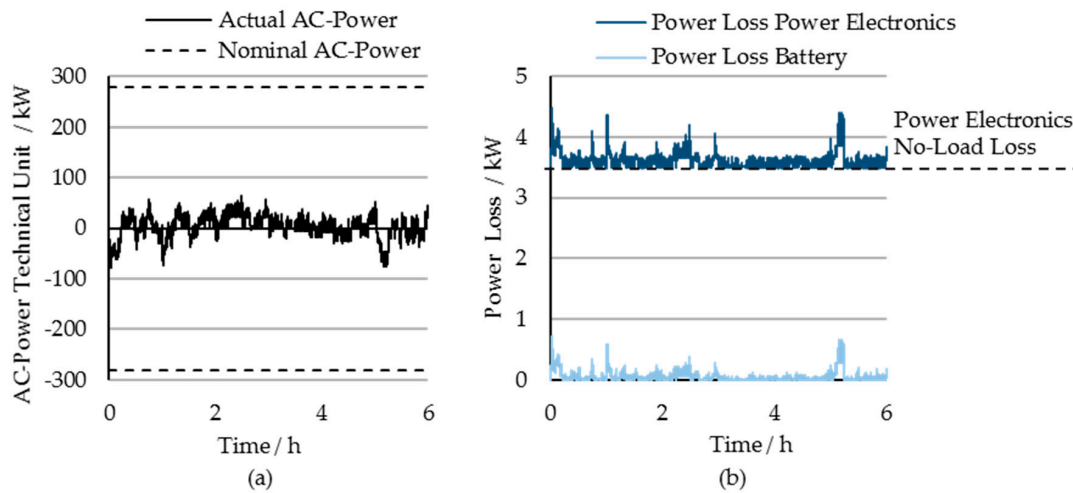 Actual AC-Power
Nominal AC-Power
AC-Power Technical Unit / kW
300
200
100
0
-100
-200
-300
0
2
4
6
Time / h
(a)
Power Loss Power Electronics
Power Loss Battery
Power Loss / kW
5
4
3
2
1
0
Power Electronics
No-Load Loss
0
2
4
6
Time / h
(b)